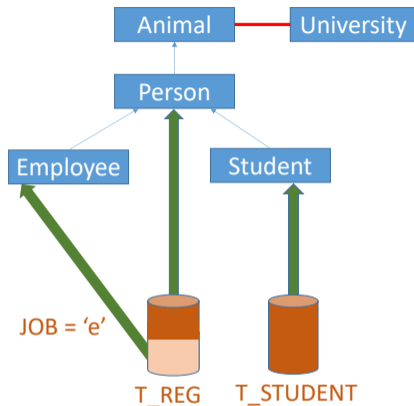 Animal
University
Person
Employee
Student
JOB = ‘e’
T_REG
T_STUDENT